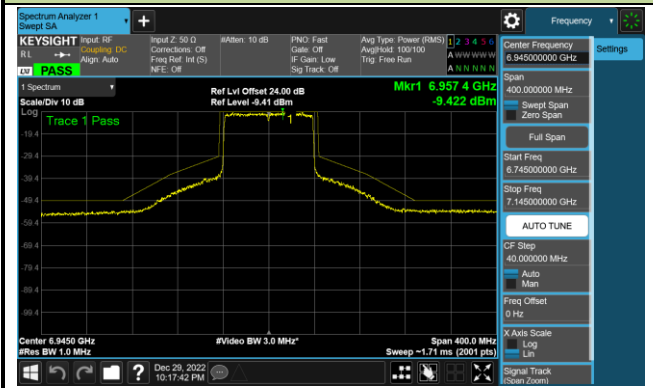 Spectrum Analyzer 1
Swept SA
+
Frequency
KEYSIGHT
RL
Input: RF
Coupling: DC
Align: Auto
Input Z: 50 Ω
Corrections: Off
Freq Ref: Int (S)
NFE: Off
#Atten: 10 dB
PNO: Fast
Gate: Off
IF Gain: Low
Sig Track: Off
Avg Type: Power (RMS)
Avg|Hold: 100/100
Trig: Free Run
1 2 3 4 5 6
A W W W W W
A N N N N N
LXI PASS
1 Spectrum
Scale/Div 10 dB
Ref Lvl Offset 24.00 dB
Ref Level -9.41 dBm
Mkr1 6.957 4 GHz
-9.422 dBm
Log
Trace 1 Pass
1
-19.4
-29.4
-39.4
-49.4
-59.4
-69.4
-79.4
-89.4
-99.4
Center 6.9450 GHz
#Res BW 1.0 MHz
#Video BW 3.0 MHz*
Span 400.0 MHz
Sweep ~1.71 ms (2001 pts)
Center Frequency
6.945000000 GHz
Settings
Span
400.000000 MHz
Swept Span
Zero Span
Full Span
Start Freq
6.745000000 GHz
Stop Freq
7.145000000 GHz
AUTO TUNE
CF Step
40.000000 MHz
Auto
Man
Freq Offset
0 Hz
X Axis Scale
Log
Lin
Signal Track
(Span Zoom)
?
Dec 29, 2022
10:17:42 PM